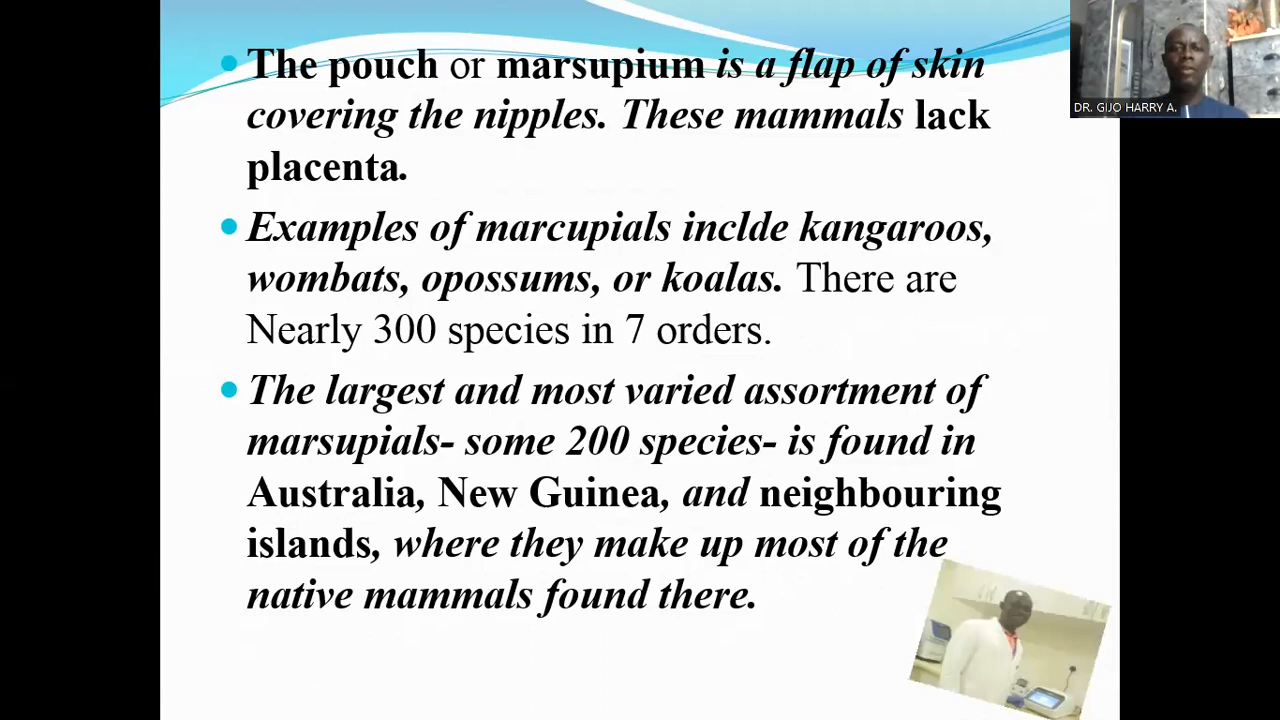 The pouch or marsupium is a flap of skin
covering the nipples. These mammals lack
placenta.
Examples of marcupials inclde kangaroos,
wombats, opossums, or koalas. There are
Nearly 300 species in 7 orders.
The largest and most varied assortment of
marsupials- some 200 species- is found in
Australia, New Guinea, and neighbouring
islands, where they make up most of the
native mammals found there.
DR. GIJO HARRY A.